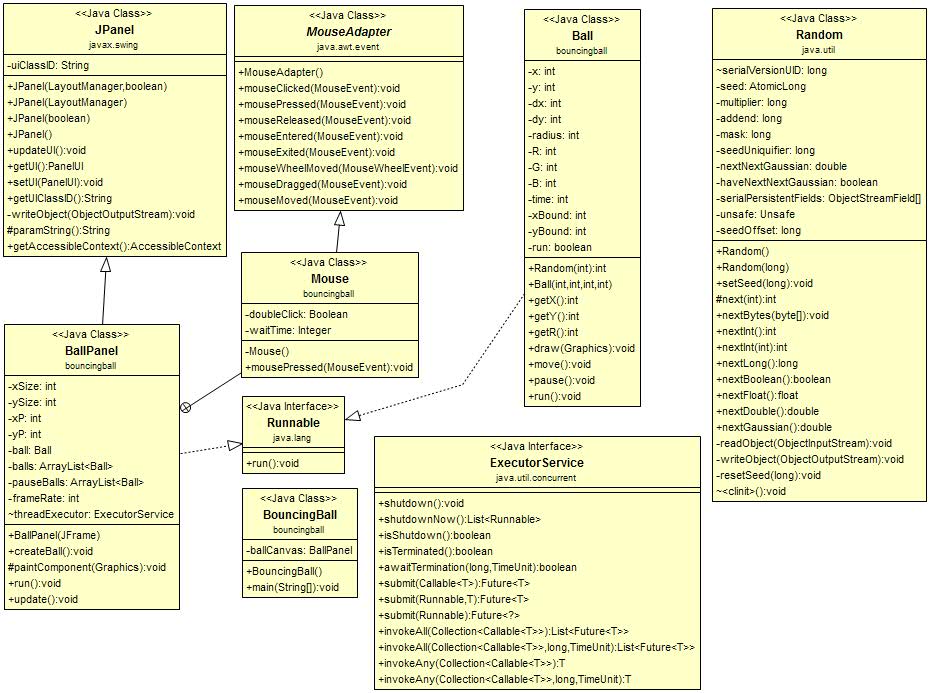 <<Java Class>>
JPanel
javax.swing
-uiClassID: String
+JPanel(LayoutManager,boolean)
+JPanel(LayoutManager)
+JPanel(boolean)
+JPanel()
+updateUI():void
+getUI():PanelUI
+setUI(PanelUI):void
+getUIClassID():String
-writeObject(ObjectOutputStream):void
#paramString():String
+getAccessibleContext():AccessibleContext
<<Java Class>>
MouseAdapter
java.awt.event
+MouseAdapter()
+mouseClicked(MouseEvent):void
+mousePressed(MouseEvent):void
+mouseReleased(MouseEvent):void
+mouseEntered(MouseEvent):void
+mouseExited(MouseEvent):void
+mouseWheelMoved(MouseWheelEvent):void
+mouseDragged(MouseEvent):void
+mouseMoved(MouseEvent):void
<<Java Class>>
Ball
bouncingball
-x: int
-y: int
-dx: int
-dy: int
-radius: int
-R: int
-G: int
-B: int
-time: int
-xBound: int
-yBound: int
-run: boolean
+Random(int):int
+Ball(int,int,int,int)
+getX():int
+getY():int
+getR():int
+draw(Graphics):void
+move():void
+pause():void
+run():void
<<Java Class>>
Random
java.util
~serialVersionUID: long
-seed: AtomicLong
-multiplier: long
-addend: long
-mask: long
-seedUniquifier: long
-nextNextGaussian: double
-haveNextNextGaussian: boolean
-serialPersistentFields: ObjectStreamField[]
-unsafe: Unsafe
-seedOffset: long
+Random()
+Random(long)
+setSeed(long):void
#next(int):int
+nextBytes(byte[]):void
+nextInt():int
+nextInt(int):int
+nextLong():long
+nextBoolean():boolean
+nextFloat():float
+nextDouble():double
+nextGaussian():double
-readObject(ObjectInputStream):void
-writeObject(ObjectOutputStream):void
-resetSeed(long):void
~<clinit>():void
<<Java Class>>
Mouse
bouncingball
-doubleClick: Boolean
-waitTime: Integer
-Mouse()
+mousePressed(MouseEvent):void
<<Java Class>>
BallPanel
bouncingball
-xSize: int
-ySize: int
-xP: int
-yP: int
-ball: Ball
-balls: ArrayList<Ball>
-pauseBalls: ArrayList<Ball>
-frameRate: int
~threadExecutor: ExecutorService
+BallPanel(JFrame)
+createBall():void
#paintComponent(Graphics):void
+run():void
+update():void
<<Java Interface>>
Runnable
java.lang
+run():void
<<Java Class>>
BouncingBall
bouncingball
-ballCanvas: BallPanel
+BouncingBall()
+main(String[]):void
<<Java Interface>>
ExecutorService
java.util.concurrent
+shutdown():void
+shutdownNow():List<Runnable>
+isShutdown():boolean
+isTerminated():boolean
+awaitTermination(long,TimeUnit):boolean
+submit(Callable<T>):Future<T>
+submit(Runnable,T):Future<T>
+submit(Runnable):Future<?>
+invokeAll(Collection<Callable<T>>):List<Future<T>>
+invokeAll(Collection<Callable<T>>,long,TimeUnit):List<Future<T>>
+invokeAny(Collection<Callable<T>>):T
+invokeAny(Collection<Callable<T>>,long,TimeUnit):T